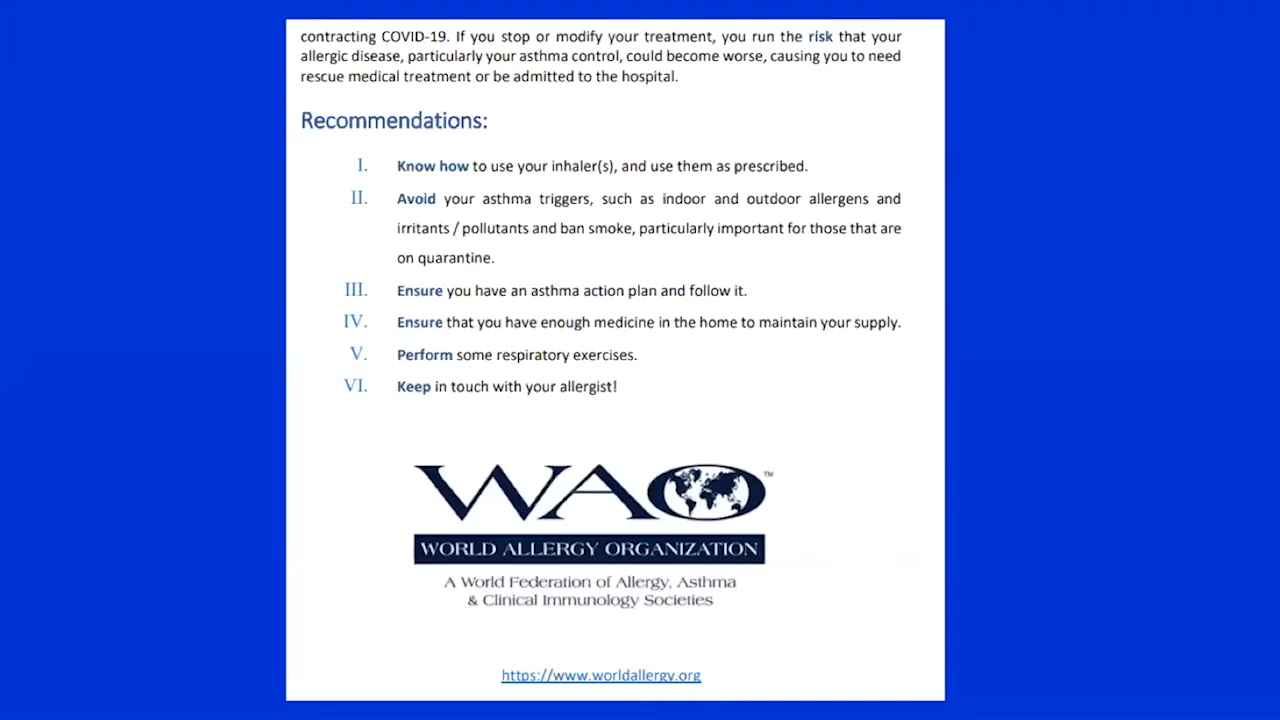 contracting COVID-19. If you stop or modify your treatment, you run the risk that your
allergic disease, particularly your asthma control, could become worse, causing you to need
rescue medical treatment or be admitted to the hospital.
Recommendations:
I. Know how to use your inhaler(s), and use them as prescribed.
II. Avoid your asthma triggers, such as indoor and outdoor allergens and
irritants / pollutants and ban smoke, particularly important for those that are
on quarantine.
III. Ensure you have an asthma action plan and follow it.
IV. Ensure that you have enough medicine in the home to maintain your supply.
V. Perform some respiratory exercises.
VI. Keep in touch with your allergist!
WAO™
WORLD ALLERGY ORGANIZATION
A World Federation of Allergy, Asthma
& Clinical Immunology Societies
https://www.worldallergy.org